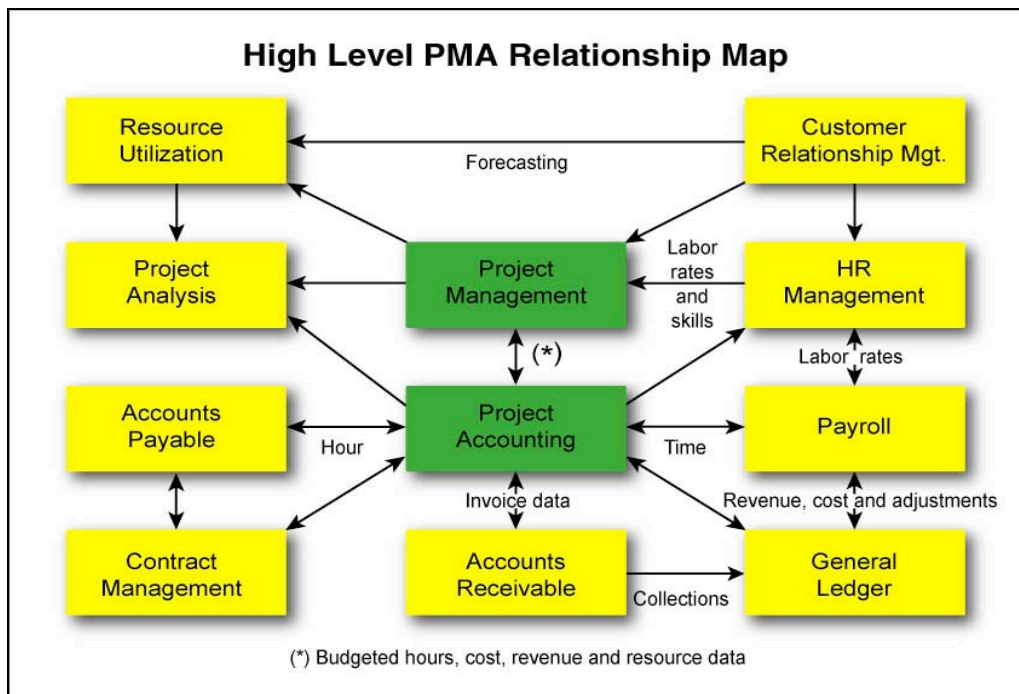 High Level PMA Relationship Map
Resource
Utilization
Customer
Relationship Mgt.
Forecasting
Project
Analysis
Project
Management
Labor
rates
and
skills
HR
Management
(*)
Labor rates
Accounts
Payable
Hour
Project
Accounting
Time
Payroll
Invoice data
Revenue, cost and adjustments
Contract
Management
Accounts
Receivable
Collections
General
Ledger
(*) Budgeted hours, cost, revenue and resource data